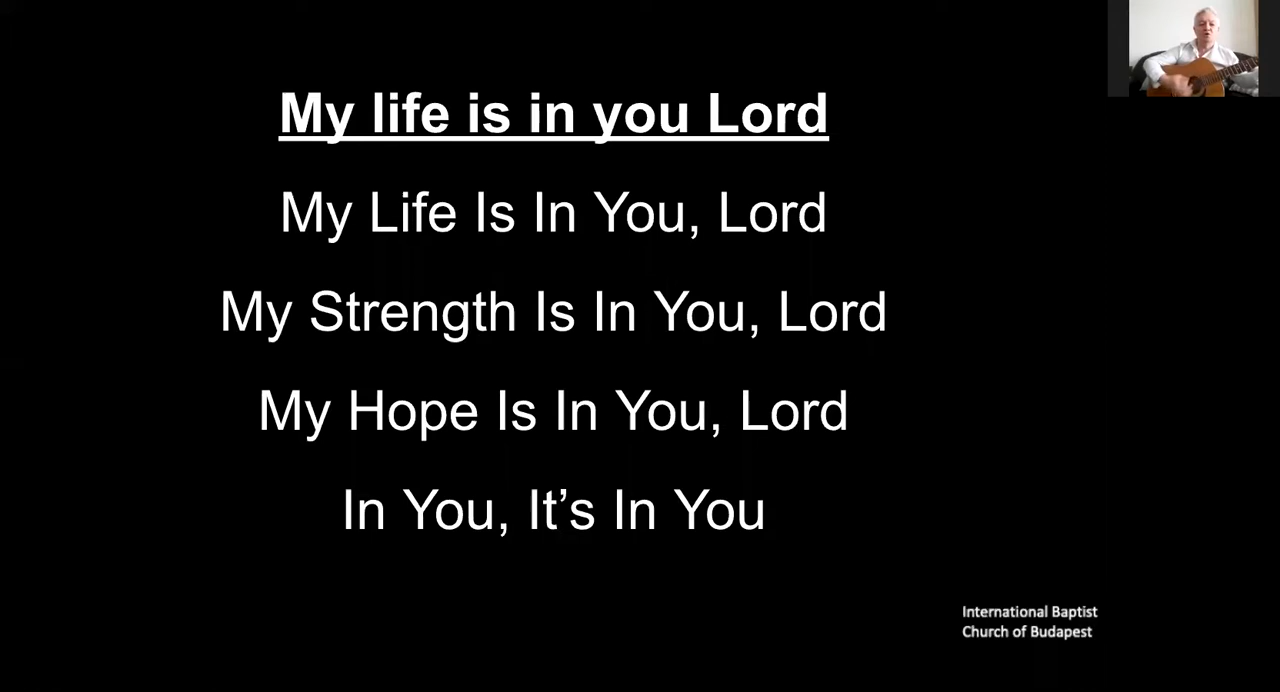 My life is in you Lord
My Life Is In You, Lord
My Strength Is In You, Lord
My Hope Is In You, Lord
In You, It’s In You
International Baptist
Church of Budapest